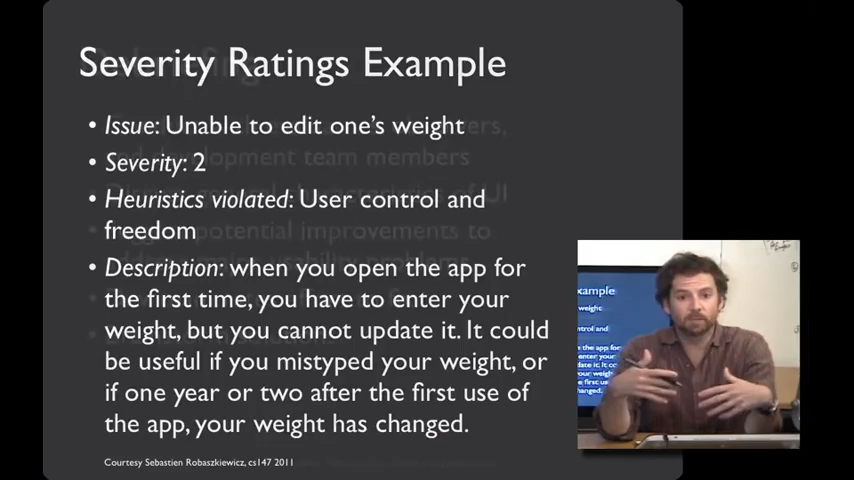 Severity Ratings Example
• Issue: Unable to edit one's weight
• Severity: 2
• Heuristics violated: User control and
freedom
• Description: when you open the app for
the first time, you have to enter your
weight, but you cannot update it. It could
be useful if you mistyped your weight, or
if one year or two after the first use of
the app, your weight has changed.
Courtesy Sebastien Robaszkiewicz, cs147 2011